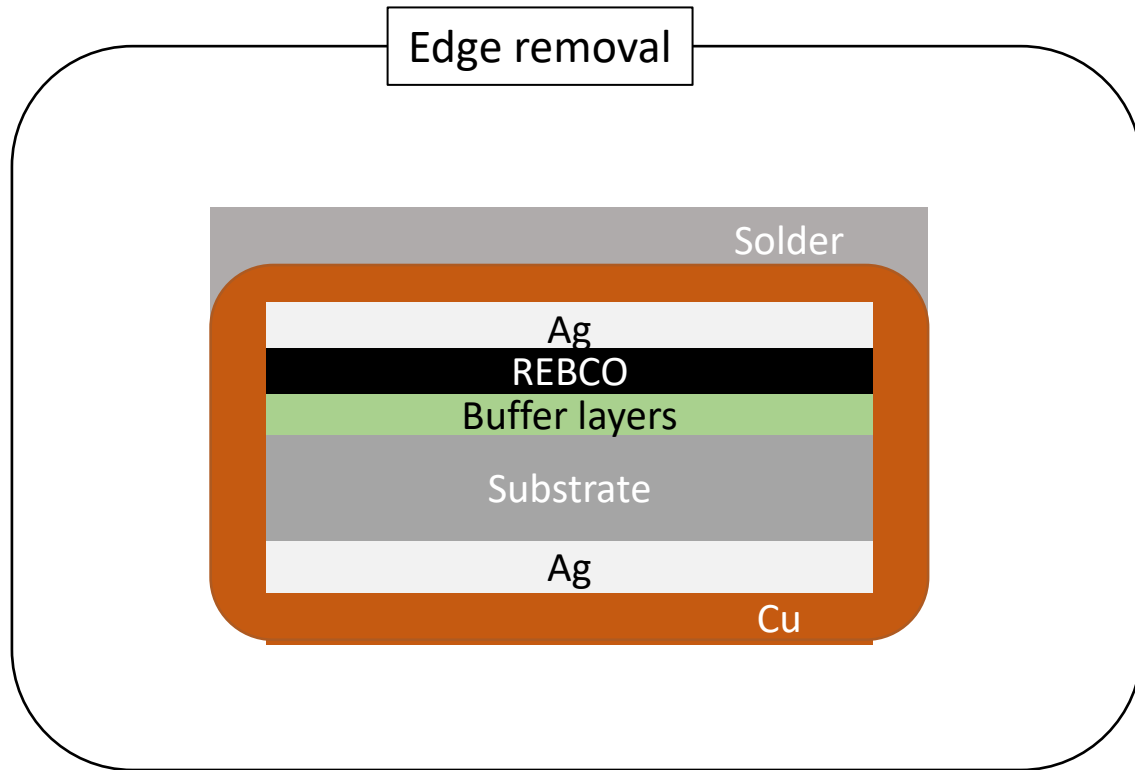 Edge removal
Solder
Ag
REBCO
Buffer layers
Substrate
Ag
Cu